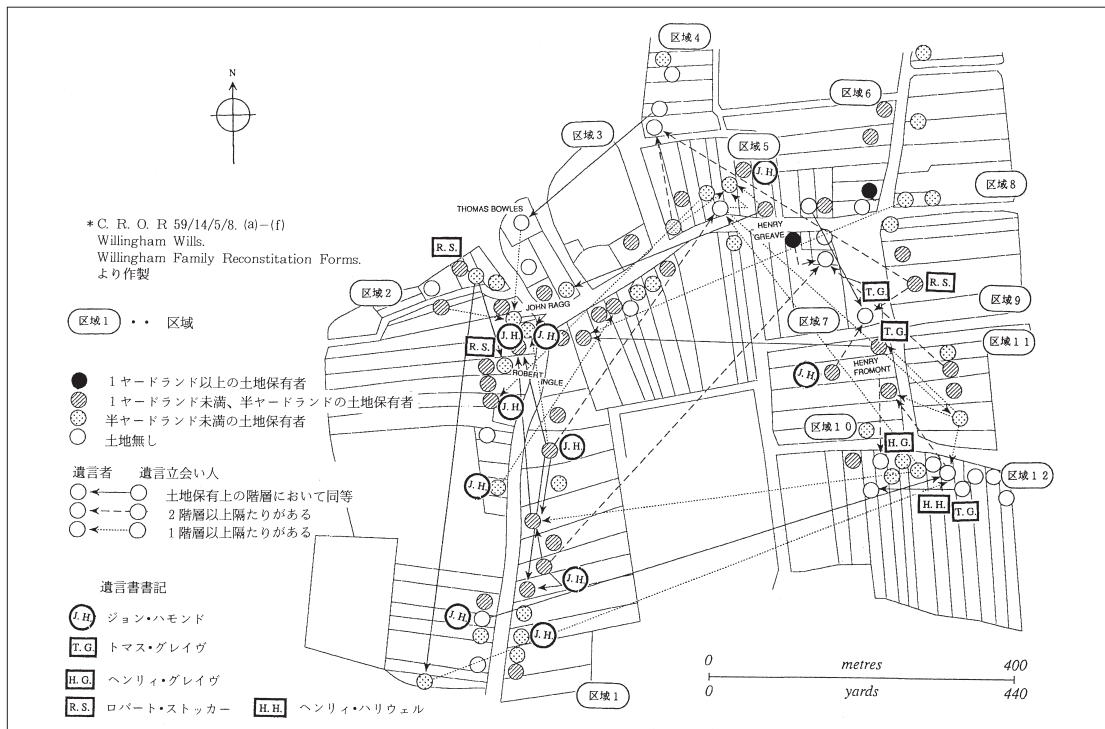 区域4
N
区域6
区域3
区域5
J.H.
区域8
THOMAS BOWLES
HENRY GREAVE
* C. R. O. R 59/14/5/8. (a)−(f)
Willingham Wills.
Willingham Family Reconstitation Forms.
より作製
R.S.
区域2
R.S.
T.G.
区域9
JOHN RAGG
区域1 ・・ 区域
区域7
T.G.
区域11
J.H.
J.H.
R.S.
ROBERT INGLE
HENRY FROMONT
J.H.
● 1ヤードランド以上の土地保有者
1ヤードランド未満、半ヤードランドの土地保有者
半ヤードランド未満の土地保有者
○ 土地無し
J.H.
区域10
J.H.
H.G.
遺言者 遺言立会い人
J.H.
区域12
土地保有上の階層において同等
2階層以上隔たりがある
1階層以上隔たりがある
H.H.
T.G.
遺言書書記
J.H.
J.H. ジョン・ハモンド
J.H.
J.H.
T.G. トマス・グレイヴ
0 metres 400
0 yards 440
H.G. ヘンリィ・グレイヴ
区域1
R.S. ロバート・ストッカー H.H. ヘンリィ・ハリウェル